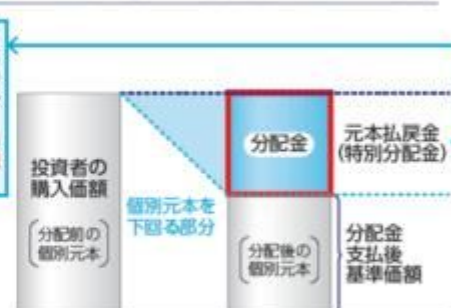 投資者の
購入価額
(分配前の
個別元本)
個別元本を
下回る部分
分配金
(分配後の
個別元本)
元本払戻金
(特別分配金)
分配金
支払後
基準価額